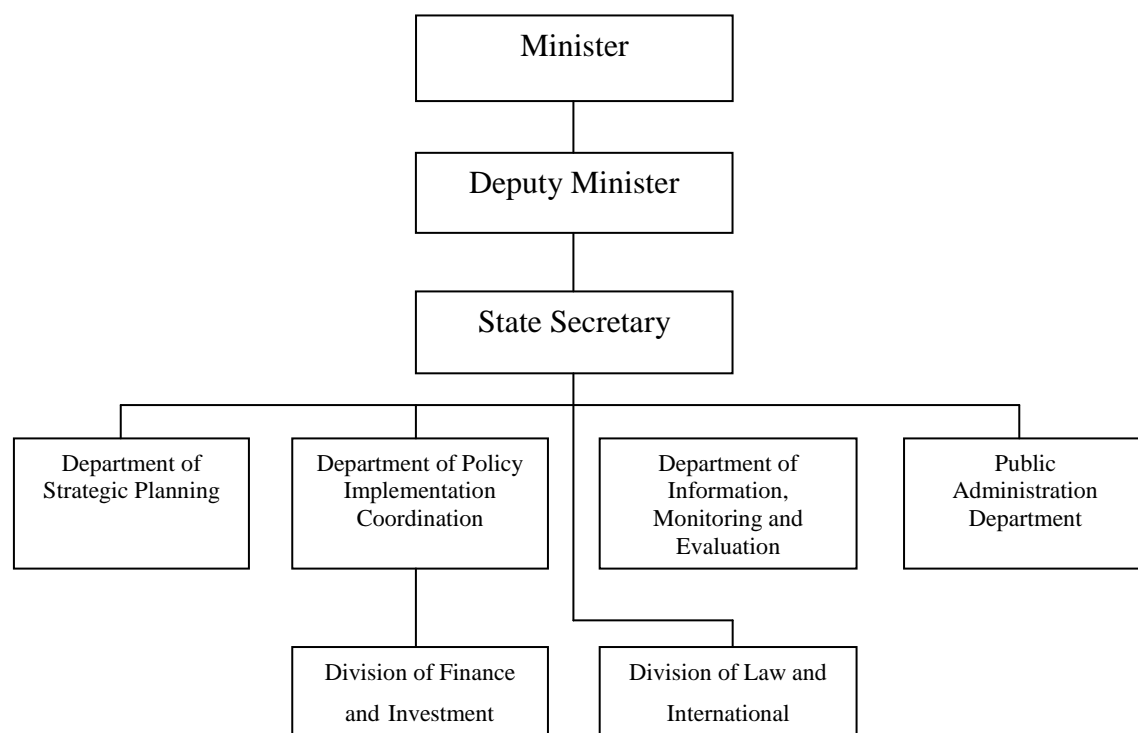 Minister
Deputy Minister
State Secretary
Department of
Strategic Planning
Department of Policy
Implementation
Coordination
Department of
Information,
Monitoring and
Evaluation
Public
Administration
Department
Division of Finance
and Investment
Division of Law and
International